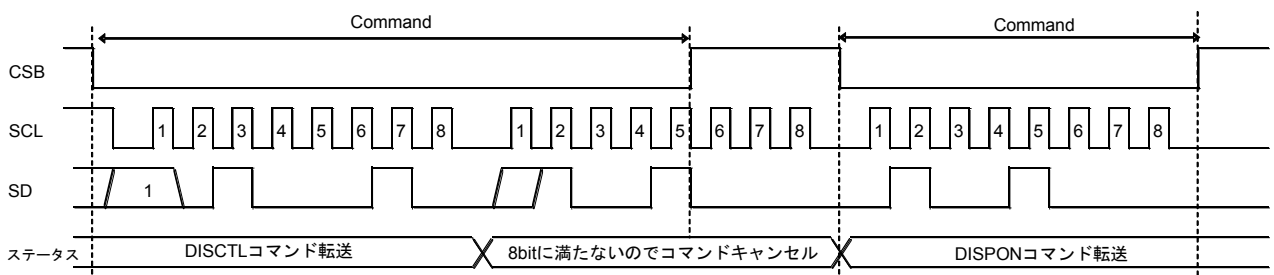 Command Command
CSB
SCL 1 2 3 4 5 6 7 8 1 2 3 4 5 6 7 8 1 2 3 4 5 6 7 8
SD 1
ステータス DISCTLコマンド転送 8bitに満たないのでコマンドキャンセル DISPONコマンド転送